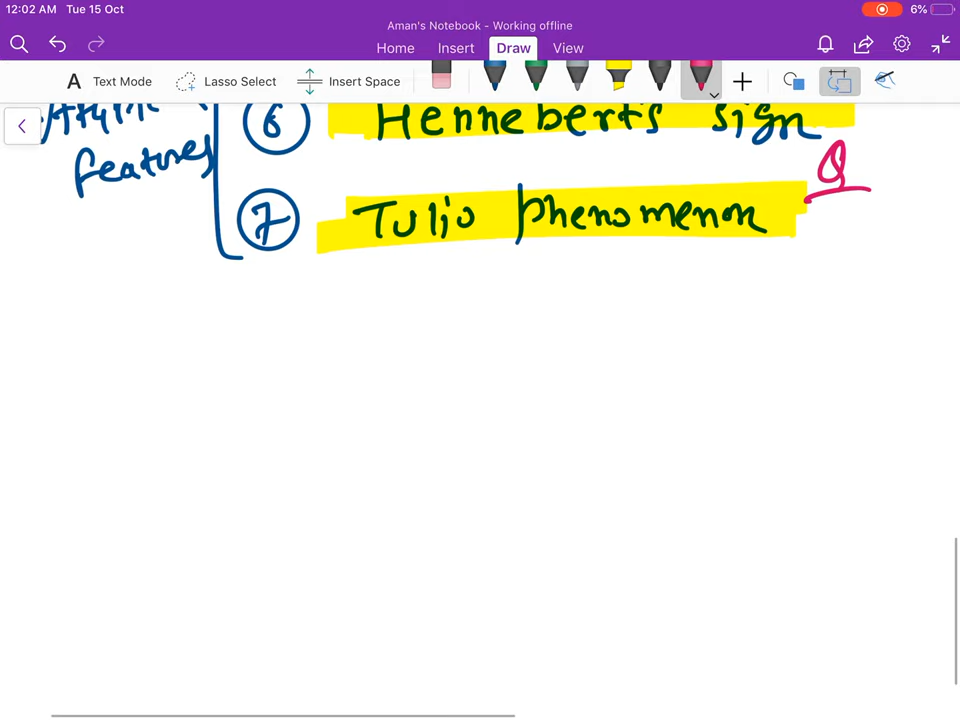 12:02 AM Tue 15 Oct 6%
Aman's Notebook - Working offline
Home Insert Draw View
A Text Mode Lasso Select Insert Space
features
6 Hennebert's sign
Q
7 Tulio phenomenon